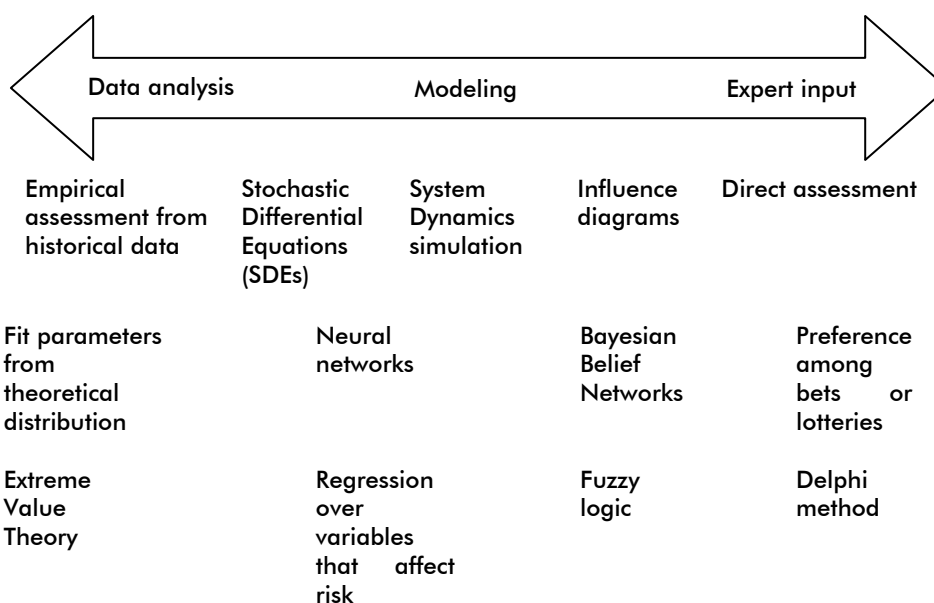 Data analysis
Modeling
Expert input
Empirical
assessment from
historical data
Stochastic
Differential
Equations
(SDEs)
System
Dynamics
simulation
Influence
diagrams
Direct assessment
Fit parameters
from
theoretical
distribution
Neural
networks
Bayesian
Belief
Networks
Preference
among
bets or
lotteries
Extreme
Value
Theory
Regression
over
variables
that affect
risk
Fuzzy
logic
Delphi
method